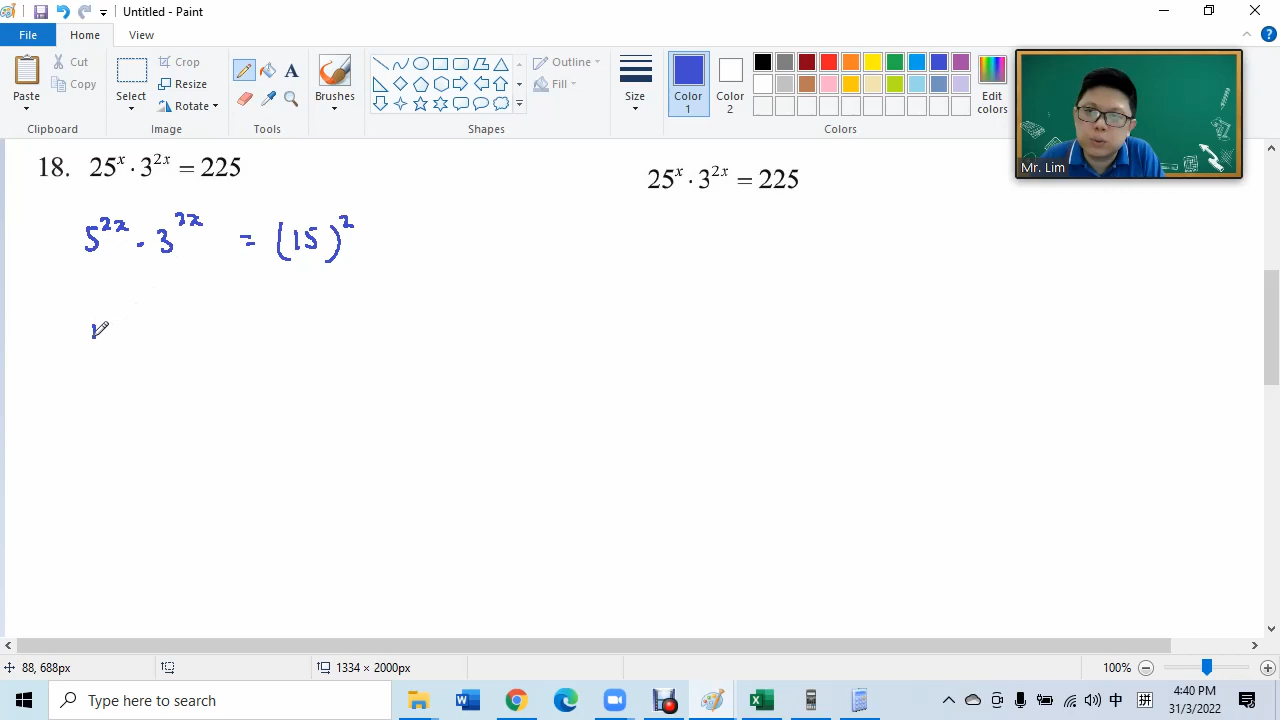 Untitled - Paint
File Home View
Paste Cut Copy Clipboard
Select Crop Resize Rotate Image
Tools
Brushes
Outline Fill Shapes
Size
Color 1 Color 2 Edit colors Colors
Mr. Lim
18. 25^x · 3^{2x} = 225
25^x · 3^{2x} = 225
5^{2x} · 3^{2x} = (15)^2
88, 688px 1334 × 2000px 100%
Type here to search
中 拼 4:40 PM
31/3/2022